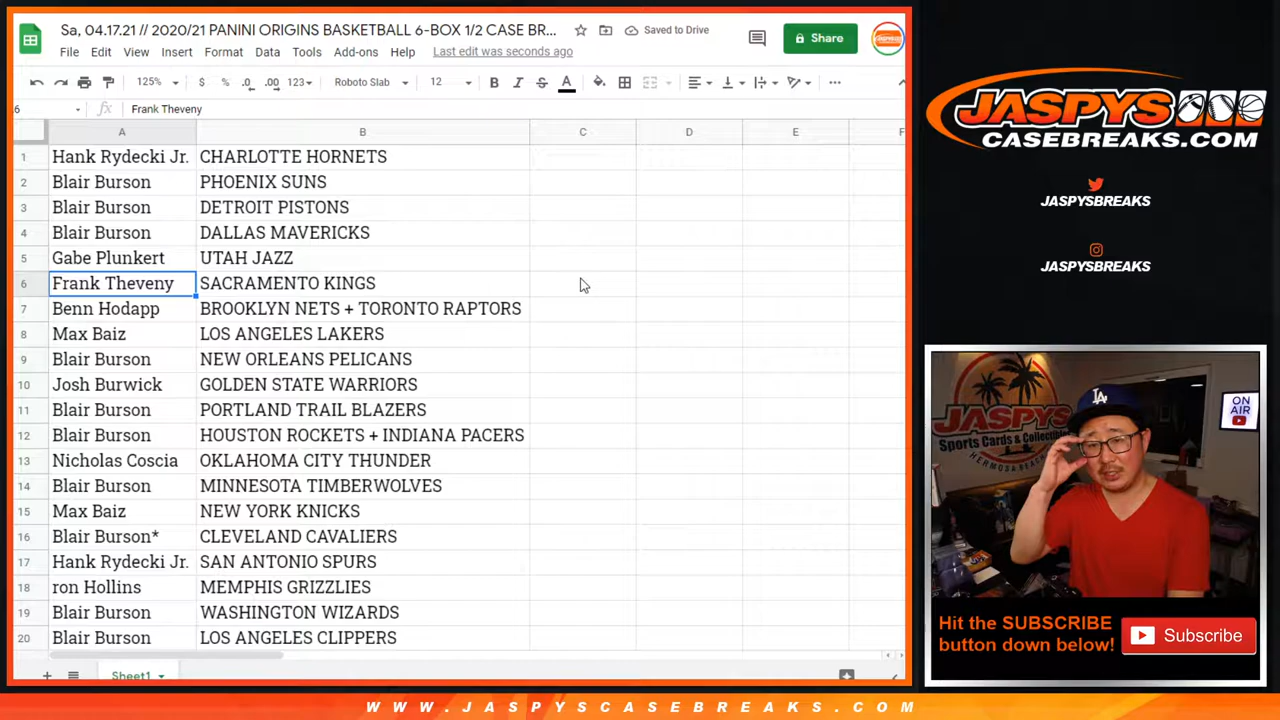 Sa, 04.17.21 // 2020/21 PANINI ORIGINS BASKETBALL 6-BOX 1/2 CASE BR...
Saved to Drive
Share
File Edit View Insert Format Data Tools Add-ons Help Last edit was seconds ago
125% $ % .0 .00 123 Roboto Slab 12 B I S A
6 fx Frank Theveny
A B C D E F
1 Hank Rydecki Jr. CHARLOTTE HORNETS
2 Blair Burson PHOENIX SUNS
3 Blair Burson DETROIT PISTONS
4 Blair Burson DALLAS MAVERICKS
5 Gabe Plunkert UTAH JAZZ
6 Frank Theveny SACRAMENTO KINGS
7 Benn Hodapp BROOKLYN NETS + TORONTO RAPTORS
8 Max Baiz LOS ANGELES LAKERS
9 Blair Burson NEW ORLEANS PELICANS
10 Josh Burwick GOLDEN STATE WARRIORS
11 Blair Burson PORTLAND TRAIL BLAZERS
12 Blair Burson HOUSTON ROCKETS + INDIANA PACERS
13 Nicholas Coscia OKLAHOMA CITY THUNDER
14 Blair Burson MINNESOTA TIMBERWOLVES
15 Max Baiz NEW YORK KNICKS
16 Blair Burson* CLEVELAND CAVALIERS
17 Hank Rydecki Jr. SAN ANTONIO SPURS
18 ron Hollins MEMPHIS GRIZZLIES
19 Blair Burson WASHINGTON WIZARDS
20 Blair Burson LOS ANGELES CLIPPERS
Sheet1
JASPYS
CASEBREAKS.COM
JASPYSBREAKS
JASPYSBREAKS
JASPYS
Sports Cards & Collectibles
HERMOSA BEACH
LA
ON
AIR
Hit the SUBSCRIBE
button down below!
Subscribe
WWW.JASPYSCASEBREAKS.COM